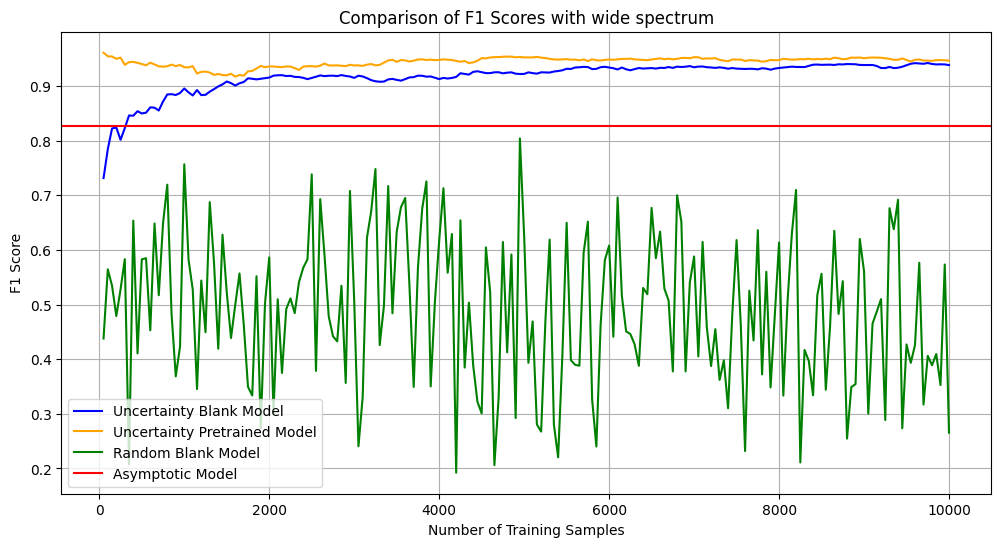 Comparison of F1 Scores with wide spectrum
F1 Score
0.9
0.8
0.7
0.6
0.5
0.4
0.3
0.2
Uncertainty Blank Model
Uncertainty Pretrained Model
Random Blank Model
Asymptotic Model
0 2000 4000 6000 8000 10000
Number of Training Samples